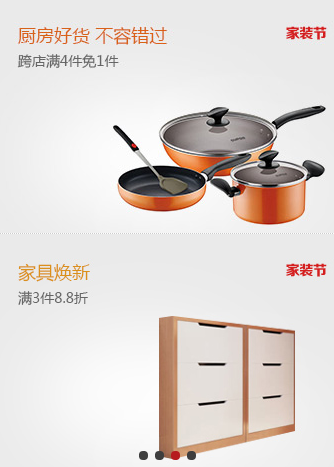 厨房好货 不容错过
家装节
跨店满4件免1件
家具焕新
家装节
满3件8.8折